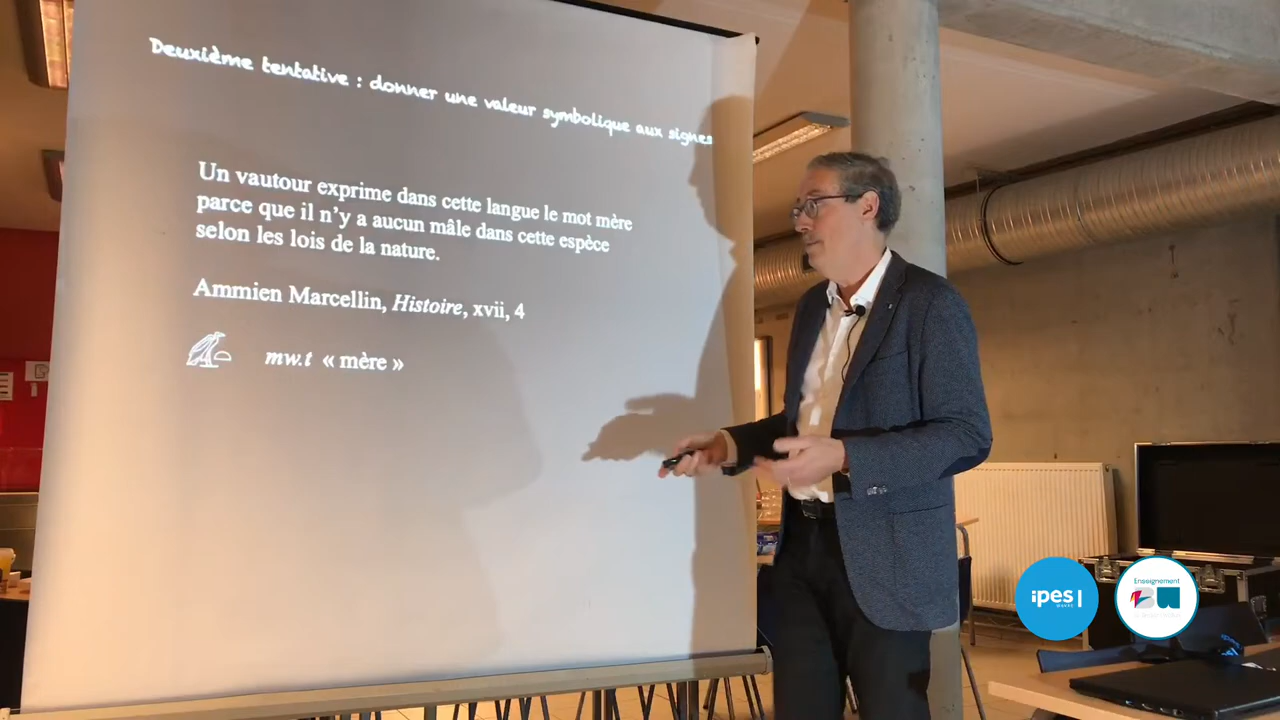 Deuxième tentative : donner une valeur symbolique aux signes
Un vautour exprime dans cette langue le mot mère
parce que il n’y a aucun mâle dans cette espèce
selon les lois de la nature.
Ammien Marcellin, Histoire, xvii, 4
mw.t « mère »
ipes
Enseignement
ipes